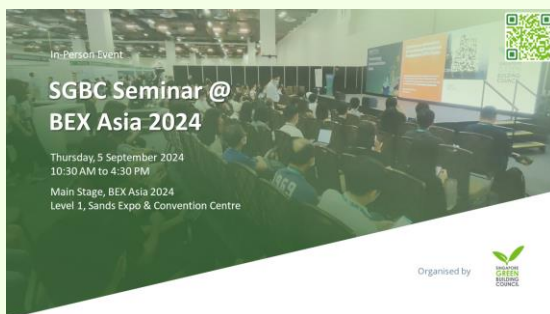 In-Person Event
SGBC Seminar @
BEX Asia 2024
Thursday, 5 September 2024
10:30 AM to 4:30 PM
Main Stage, BEX Asia 2024
Level 1, Sands Expo & Convention Centre
Organised by
SINGAPORE
GREEN
BUILDING
COUNCIL